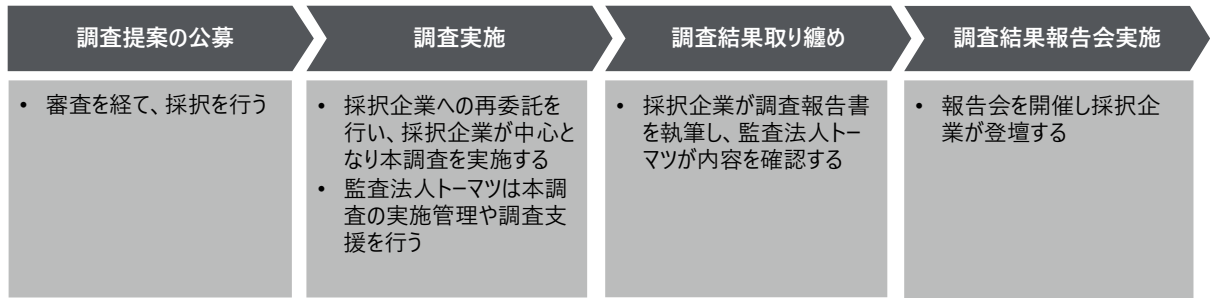 調査提案の公募
調査実施
調査結果取り纏め
調査結果報告会実施
• 審査を経て、採択を行う
• 採択企業への再委託を
行い、採択企業が中心と
なり本調査を実施する
• 監査法人トーマツは本調
査の実施管理や調査支
援を行う
• 採択企業が調査報告書
を執筆し、監査法人トー
マツが内容を確認する
• 報告会を開催し採択企
業が登壇する